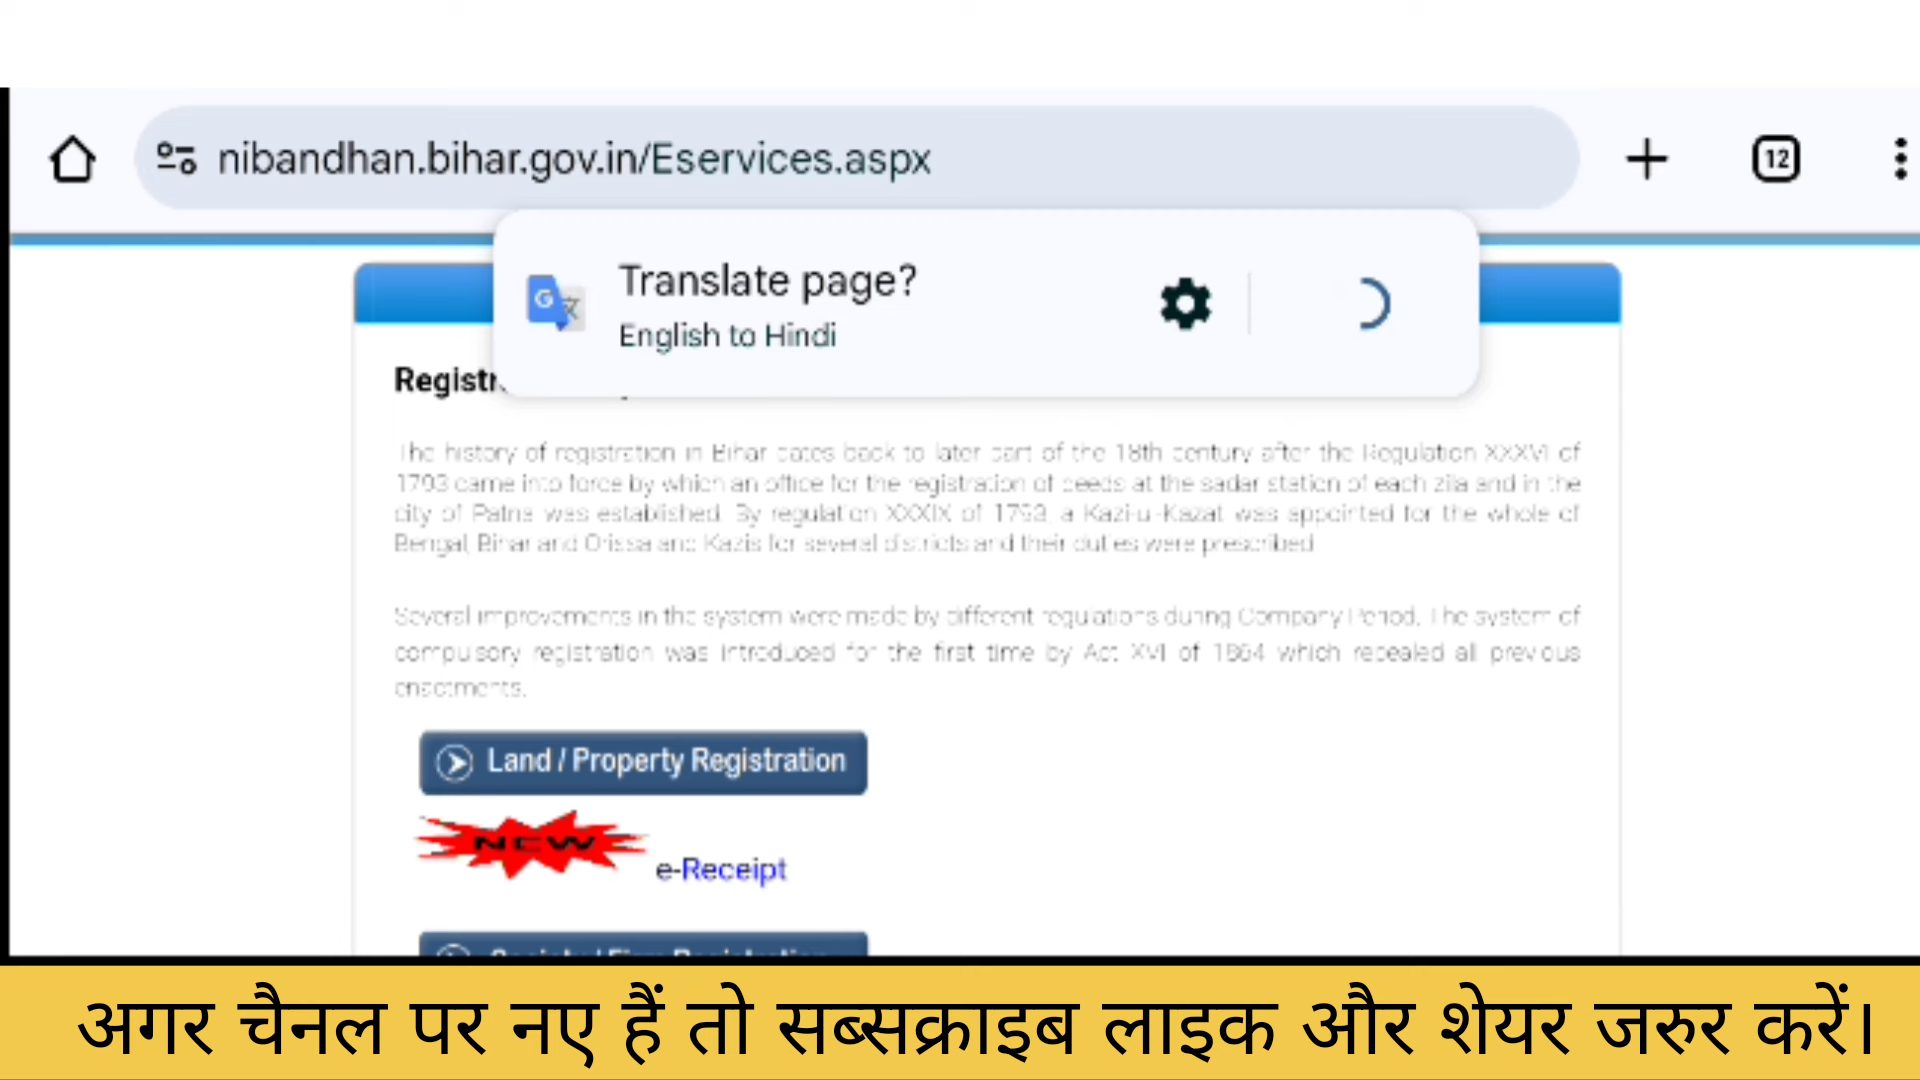 nibandhan.bihar.gov.in/Eservices.aspx
12
Translate page?
English to Hindi
The history of registration in Bihar dates back to later part of the 18th century after the Regulation XXXVI of
1793 came into force by which an office for the registration of deeds at the sadar station of each zila and in the
city of Patna was established. By regulation XXXIX of 1793, a Kazi-ul-Kazat was appointed for the whole of
Bengal, Bihar and Orissa and Kazis for several districts and their duties were prescribed.
Several improvements in the system were made by different regulations during Company Period. The system of
compulsory registration was introduced for the first time by Act XVI of 1864 which repealed all previous
enactments.
Land / Property Registration
NEW
e-Receipt
अगर चैनल पर नए हैं तो सब्सक्राइब लाइक और शेयर जरुर करें।